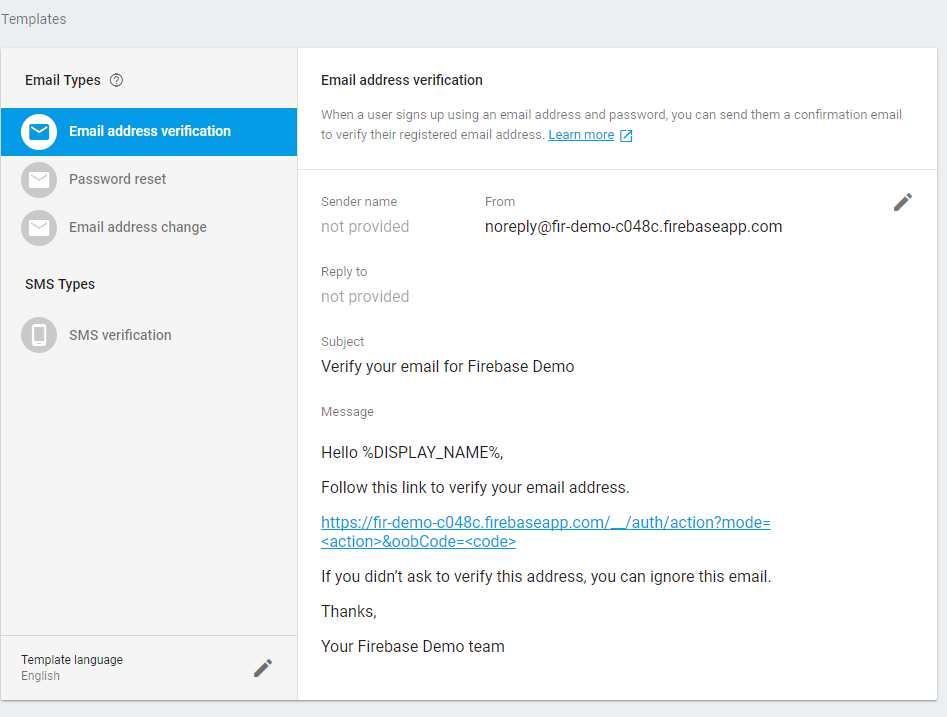 Templates
Email Types
Email address verification
Password reset
Email address change
SMS Types
SMS verification
Template language
English
Email address verification
When a user signs up using an email address and password, you can send them a confirmation email
to verify their registered email address. Learn more
Sender name From
not provided noreply@fir-demo-c048c.firebaseapp.com
Reply to
not provided
Subject
Verify your email for Firebase Demo
Message
Hello %DISPLAY_NAME%,
Follow this link to verify your email address.
https://fir-demo-c048c.firebaseapp.com/__/auth/action?mode=
<action>&oobCode=<code>
If you didn’t ask to verify this address, you can ignore this email.
Thanks,
Your Firebase Demo team